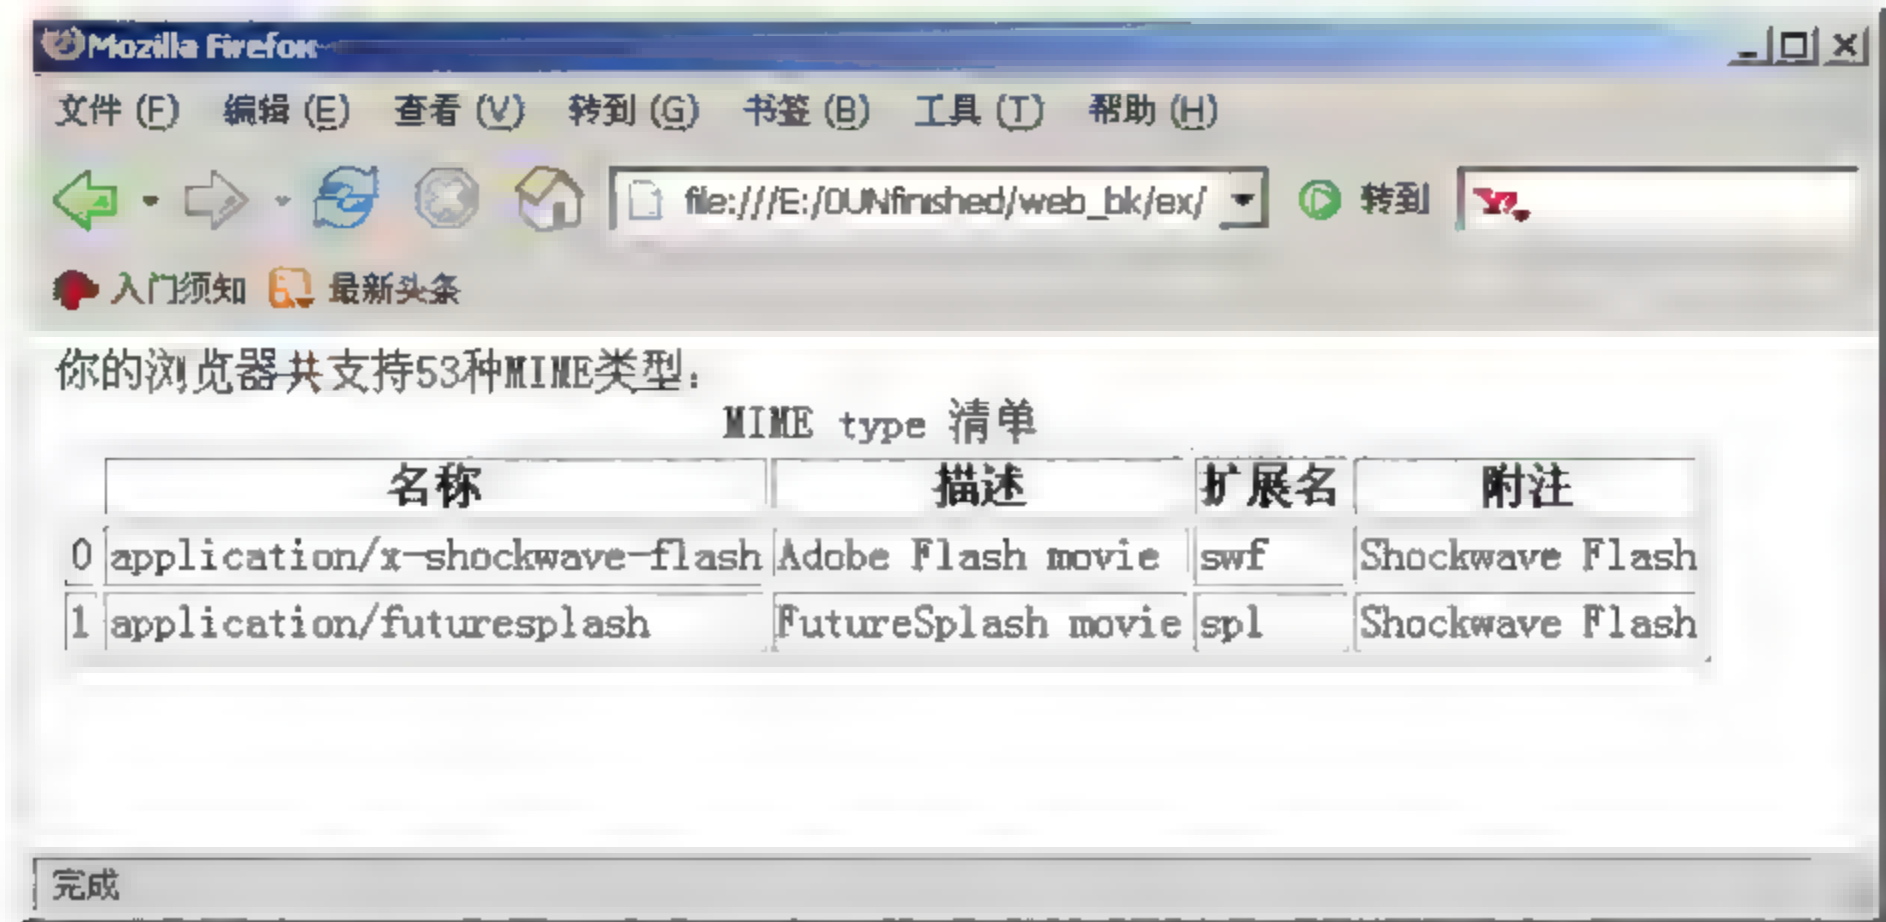 Mozilla Firefox
文件 (F) 编辑 (E) 查看 (V) 转到 (G) 书签 (B) 工具 (T) 帮助 (H)
file:///E:/0UNfinished/web_bk/ex/ 转到
入门须知 最新头条
你的浏览器共支持53种MIME类型:
MIME type 清单
名称 描述 扩展名 附注
0 application/x-shockwave-flash Adobe Flash movie swf Shockwave Flash
1 application/futuresplash FutureSplash movie spl Shockwave Flash
完成